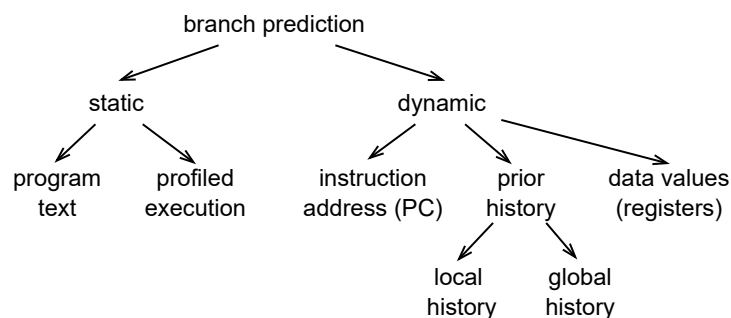 branch prediction
static
dynamic
program
text
profiled
execution
instruction
address (PC)
prior
history
data values
(registers)
local
history
global
history